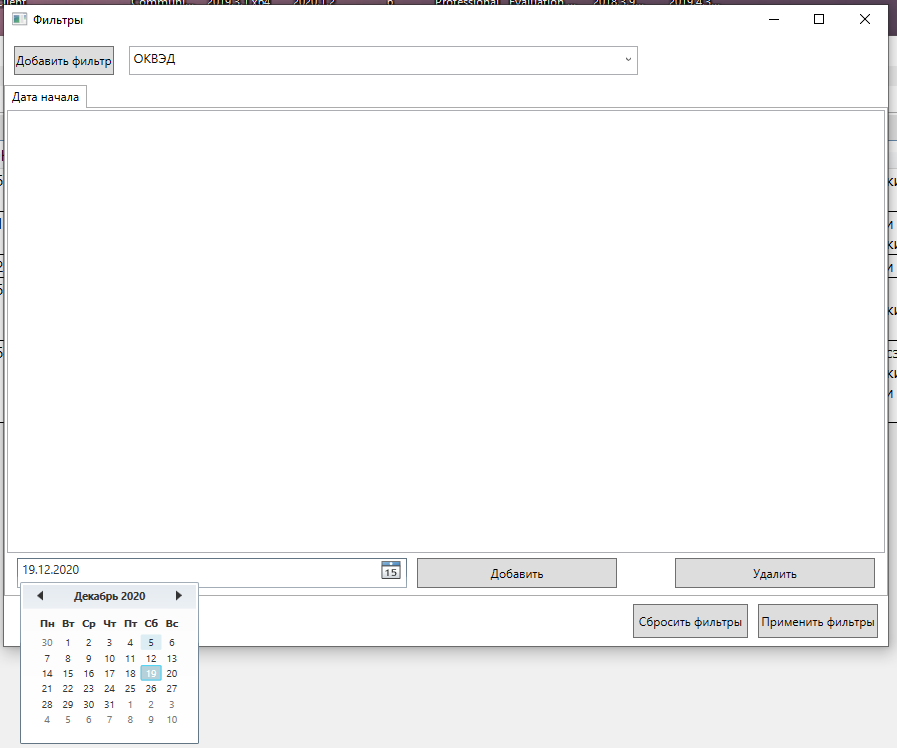 Фильтры
Добавить фильтр
ОКВЭД
Дата начала
19.12.2020
15
Добавить
Удалить
Декабрь 2020
Пн Вт Ср Чт Пт Сб Вс
30 1 2 3 4 5 6
7 8 9 10 11 12 13
14 15 16 17 18 19 20
21 22 23 24 25 26 27
28 29 30 31 1 2 3
4 5 6 7 8 9 10
Сбросить фильтры
Применить фильтры